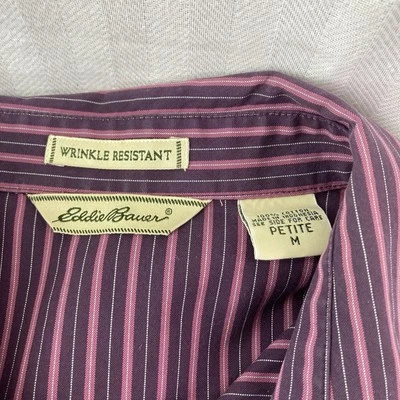 WRINKLE RESISTANT
Eddie Bauer®
100% COTTON
MADE IN INDONESIA
SEE SIDE FOR CARE
PETITE
M